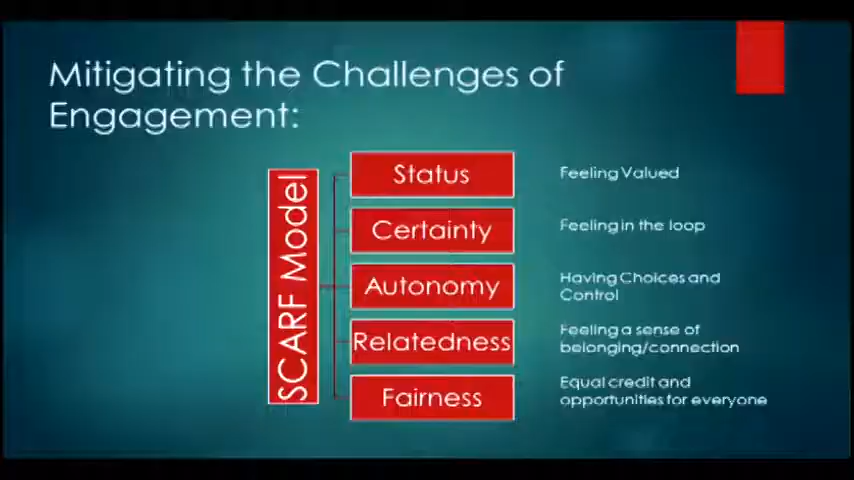 Mitigating the Challenges of
Engagement:
SCARF Model
Status
Feeling Valued
Certainty
Feeling in the loop
Autonomy
Having Choices and
Control
Relatedness
Feeling a sense of
belonging/connection
Fairness
Equal credit and
opportunities for everyone